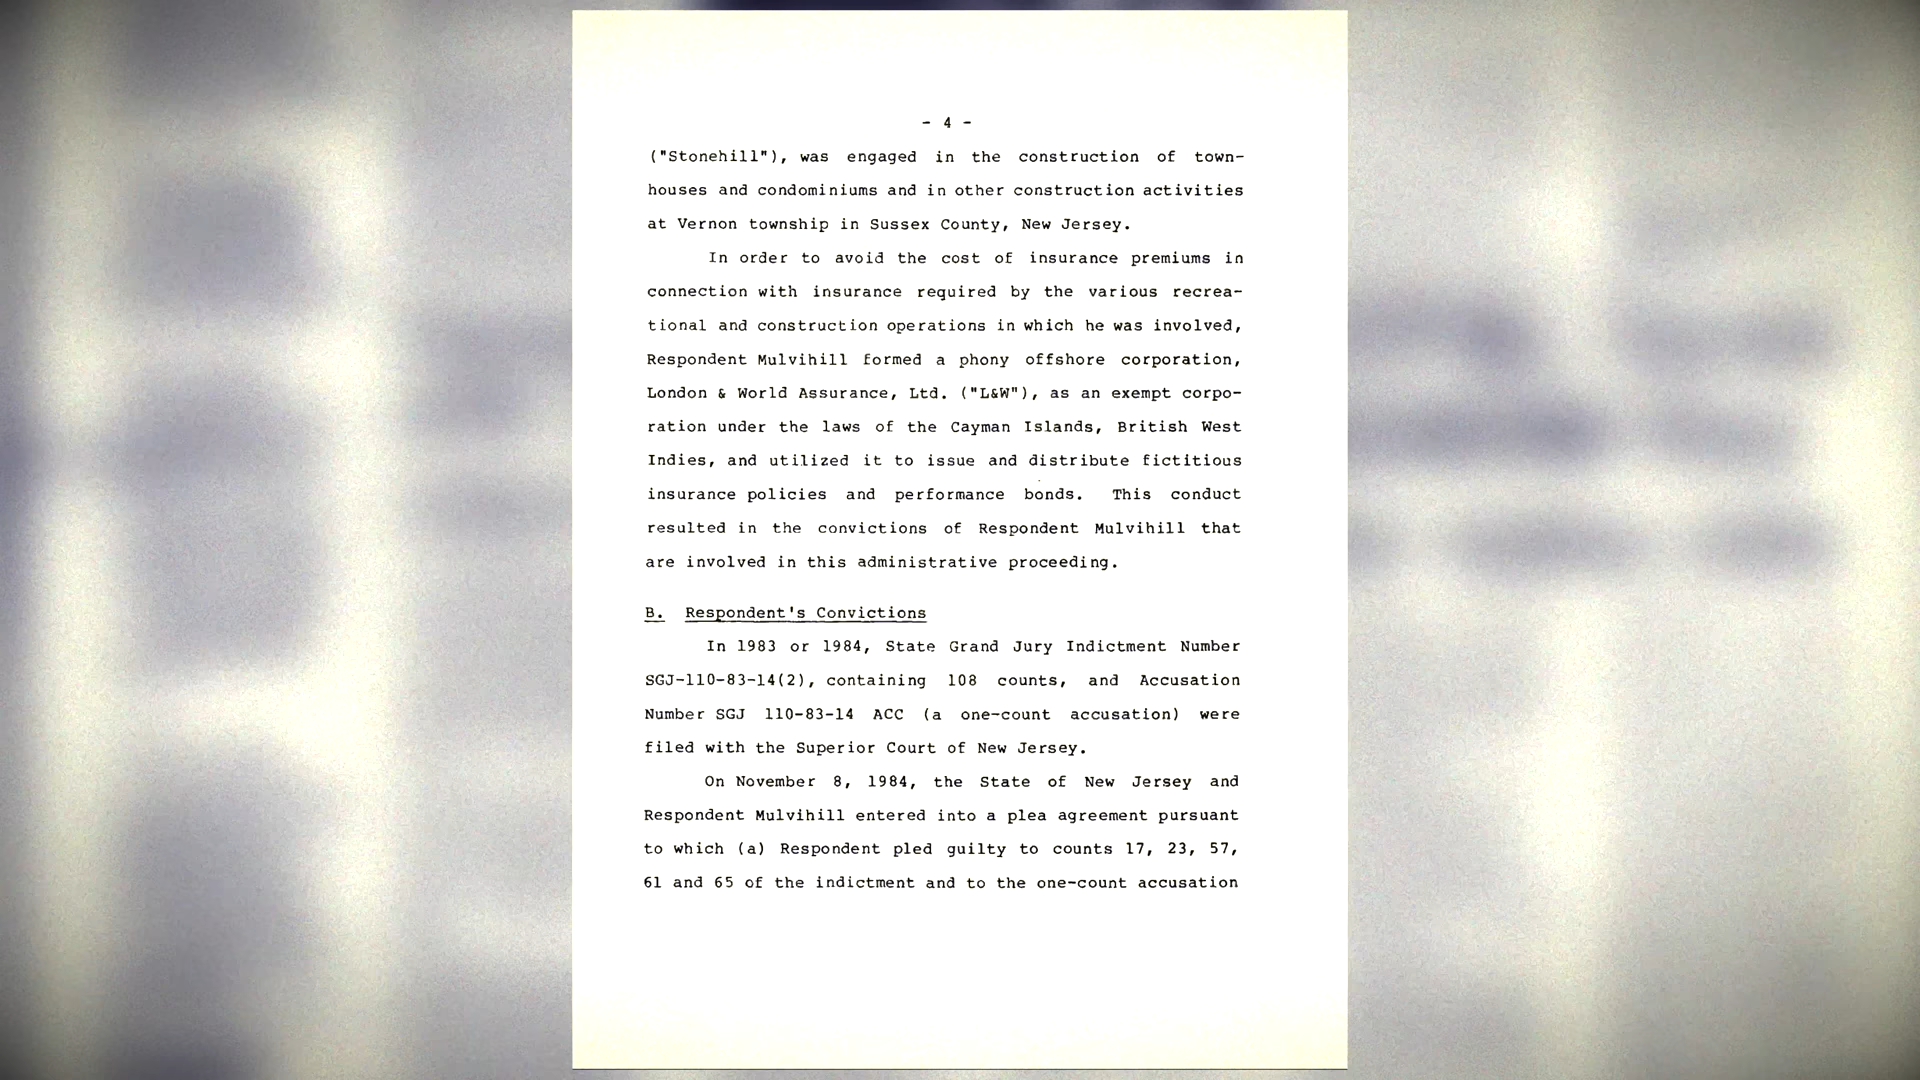 - 4 -
("Stonehill"), was engaged in the construction of town-
houses and condominiums and in other construction activities
at Vernon township in Sussex County, New Jersey.
In order to avoid the cost of insurance premiums in
connection with insurance required by the various recrea-
tional and construction operations in which he was involved,
Respondent Mulvihill formed a phony offshore corporation,
London & World Assurance, Ltd. ("L&W"), as an exempt corpo-
ration under the laws of the Cayman Islands, British West
Indies, and utilized it to issue and distribute fictitious
insurance policies and performance bonds. This conduct
resulted in the convictions of Respondent Mulvihill that
are involved in this administrative proceeding.
B. Respondent's Convictions
In 1983 or 1984, State Grand Jury Indictment Number
SGJ-110-83-14(2), containing 108 counts, and Accusation
Number SGJ 110-83-14 ACC (a one-count accusation) were
filed with the Superior Court of New Jersey.
On November 8, 1984, the State of New Jersey and
Respondent Mulvihill entered into a plea agreement pursuant
to which (a) Respondent pled guilty to counts 17, 23, 57,
61 and 65 of the indictment and to the one-count accusation